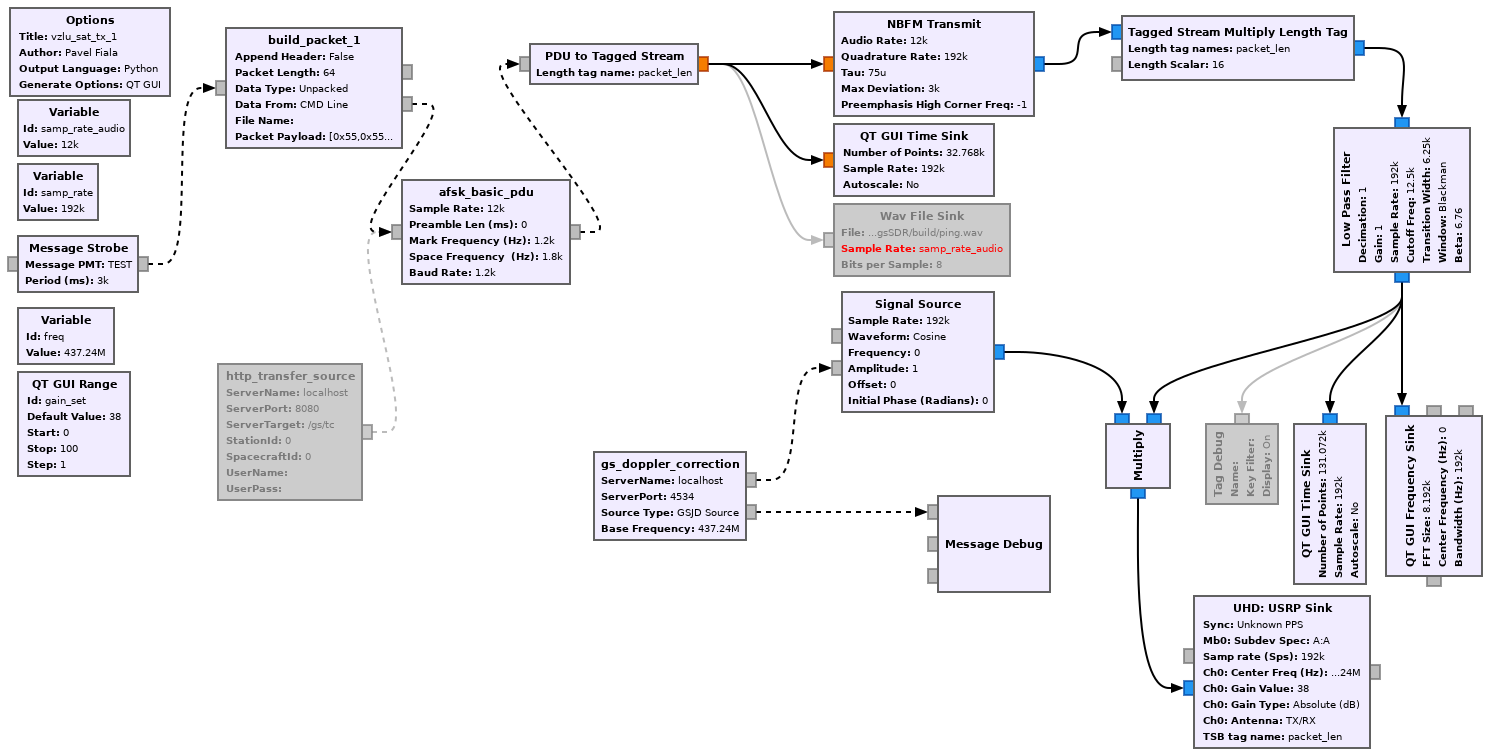 Options
Title: vzlu_sat_tx_1
Author: Pavel Fiala
Output Language: Python
Generate Options: QT GUI
Variable
Id: samp_rate_audio
Value: 12k
Variable
Id: samp_rate
Value: 192k
Message Strobe
Message PMT: TEST
Period (ms): 3k
Variable
Id: freq
Value: 437.24M
QT GUI Range
Id: gain_set
Default Value: 38
Start: 0
Stop: 100
Step: 1
build_packet_1
Append Header: False
Packet Length: 64
Data Type: Unpacked
Data From: CMD Line
File Name:
Packet Payload: [0x55,0x55...
http_transfer_source
ServerName: localhost
ServerPort: 8080
ServerTarget: /gs/tc
StationId: 0
SpacecraftId: 0
UserName:
UserPass:
afsk_basic_pdu
Sample Rate: 12k
Preamble Len (ms): 0
Mark Frequency (Hz): 1.2k
Space Frequency (Hz): 1.8k
Baud Rate: 1.2k
PDU to Tagged Stream
Length tag name: packet_len
NBFM Transmit
Audio Rate: 12k
Quadrature Rate: 192k
Tau: 75u
Max Deviation: 3k
Preemphasis High Corner Freq: -1
QT GUI Time Sink
Number of Points: 32.768k
Sample Rate: 192k
Autoscale: No
Wav File Sink
File: ...gsSDR/build/ping.wav
Sample Rate: samp_rate_audio
Bits per Sample: 8
Signal Source
Sample Rate: 192k
Waveform: Cosine
Frequency: 0
Amplitude: 1
Offset: 0
Initial Phase (Radians): 0
gs_doppler_correction
ServerName: localhost
ServerPort: 4534
Source Type: GSJD Source
Base Frequency: 437.24M
Message Debug
Tagged Stream Multiply Length Tag
Length tag names: packet_len
Length Scalar: 16
Low Pass Filter
Decimation: 1
Gain: 1
Sample Rate: 192k
Cutoff Freq: 12.5k
Transition Width: 6.25k
Window: Blackman
Beta: 6.76
Multiply
Tag Debug
Name:
Key Filter:
Display: On
QT GUI Time Sink
Number of Points: 131.072k
Sample Rate: 192k
Autoscale: No
QT GUI Frequency Sink
FFT Size: 8.192k
Center Frequency (Hz): 0
Bandwidth (Hz): 192k
UHD: USRP Sink
Sync: Unknown PPS
Mb0: Subdev Spec: A:A
Samp rate (Sps): 192k
Ch0: Center Freq (Hz): ...24M
Ch0: Gain Value: 38
Ch0: Gain Type: Absolute (dB)
Ch0: Antenna: TX/RX
TSB tag name: packet_len